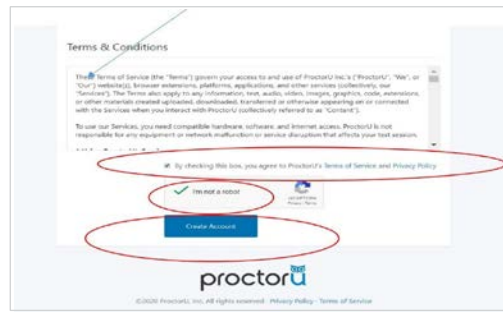 Terms & Conditions
These Terms of Service (the "Terms") govern your access to and use of ProctorU Inc.'s ("ProctorU", "We", or
"Our") website(s), browser extensions, platforms, applications, and other services (collectively, our
"Services"). The Terms also apply to any information, text, audio, video, images, graphics, code, extensions,
or other materials created uploaded, downloaded, transferred or otherwise appearing on or connected
with the Services when you interact with ProctorU (collectively referred to as "Content").
To use our Services, you need compatible hardware, software, and internet access. ProctorU is not
responsible for any equipment or network malfunction or service disruption that affects your test session.
By checking this box, you agree to ProctorU's Terms of Service and Privacy Policy
I'm not a robot
reCAPTCHA
Privacy - Terms
Create Account
proctoru
©2020 ProctorU, Inc. All rights reserved · Privacy Policy · Terms of Service